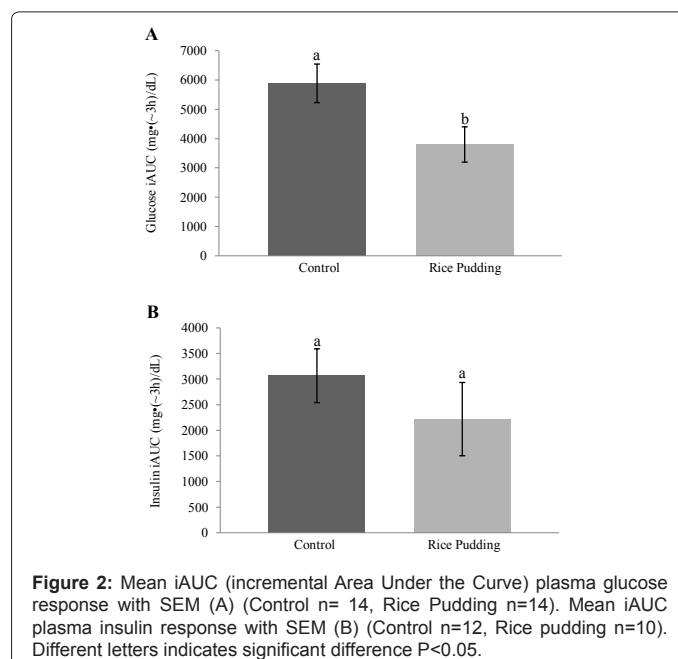 A
7000
6000
5000
4000
3000
2000
1000
0
Glucose iAUC (mg•(~3h)/dL)
a
b
Control
Rice Pudding
B
4000
3500
3000
2500
2000
1500
1000
500
0
Insulin iAUC (mg•(~3h)/dL)
a
a
Control
Rice Pudding
Figure 2: Mean iAUC (incremental Area Under the Curve) plasma glucose
response with SEM (A) (Control n= 14, Rice Pudding n=14). Mean iAUC
plasma insulin response with SEM (B) (Control n=12, Rice pudding n=10).
Different letters indicates significant difference P<0.05.